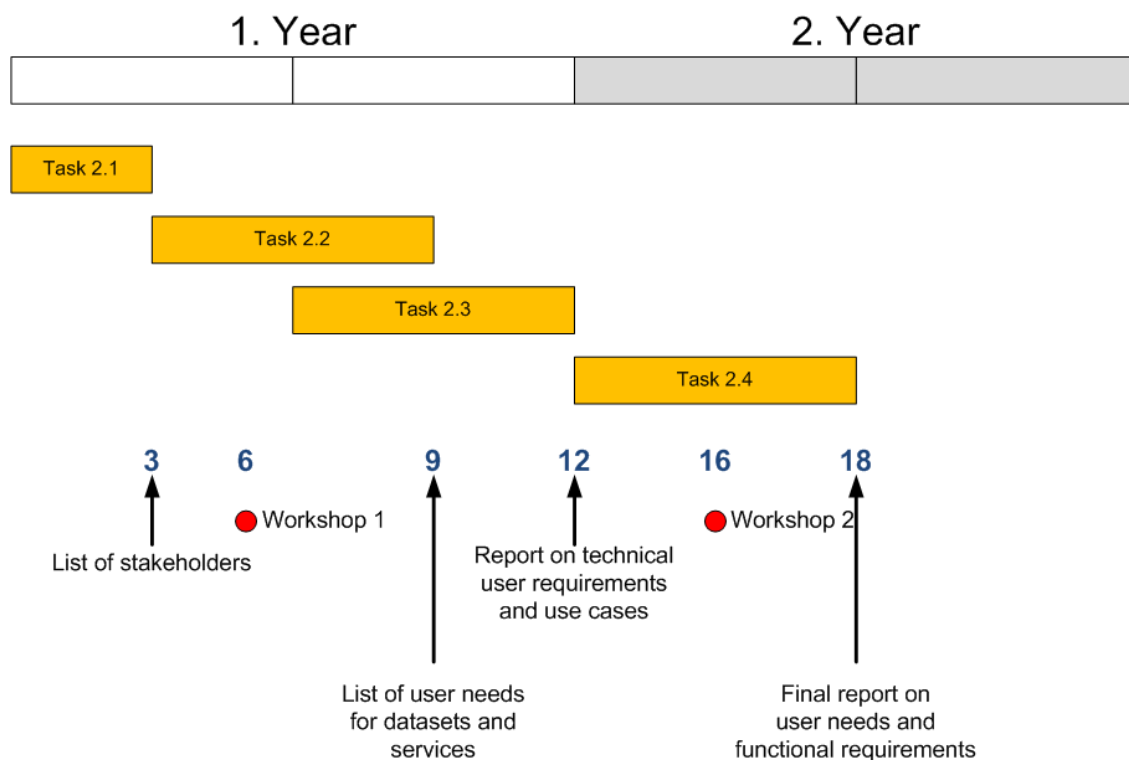 1. Year
2. Year
Task 2.1
Task 2.2
Task 2.3
Task 2.4
3
6
9
12
16
18
Workshop 1
Workshop 2
List of stakeholders
Report on technical
user requirements
and use cases
List of user needs
for datasets and
services
Final report on
user needs and
functional requirements